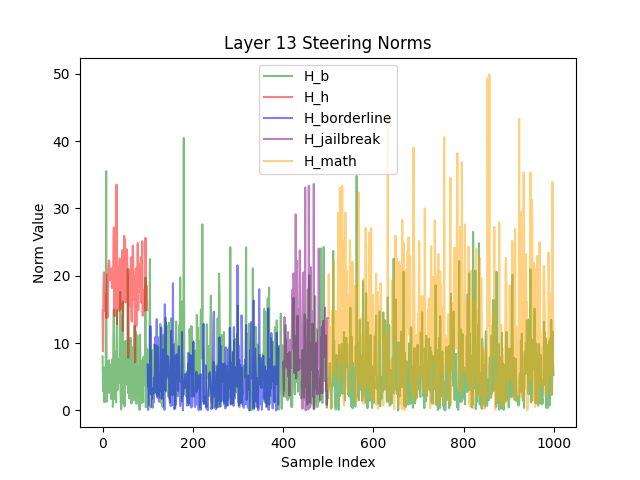 Layer 13 Steering Norms
H_b
H_h
H_borderline
H_jailbreak
H_math
50
40
30
20
10
0
Norm Value
0
200
400
600
800
1000
Sample Index